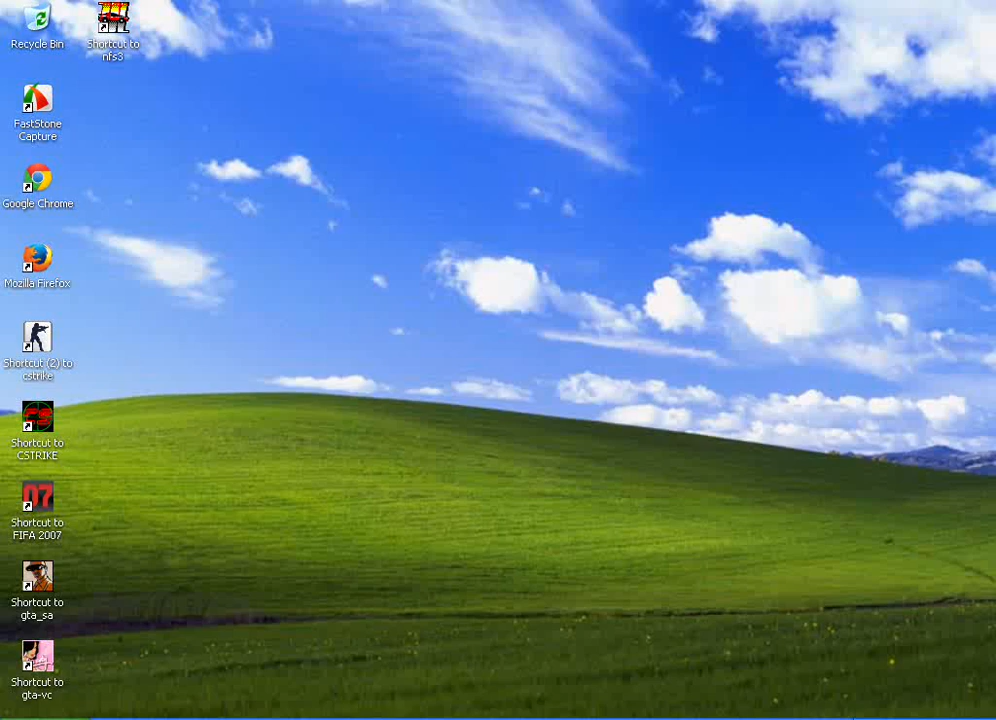 Recycle Bin
Shortcut to
nfs3
FastStone
Capture
Google Chrome
Mozilla Firefox
Shortcut (2) to
cstrike
Shortcut to
CSTRIKE
07
Shortcut to
FIFA 2007
Shortcut to
gta_sa
Shortcut to
gta-vc